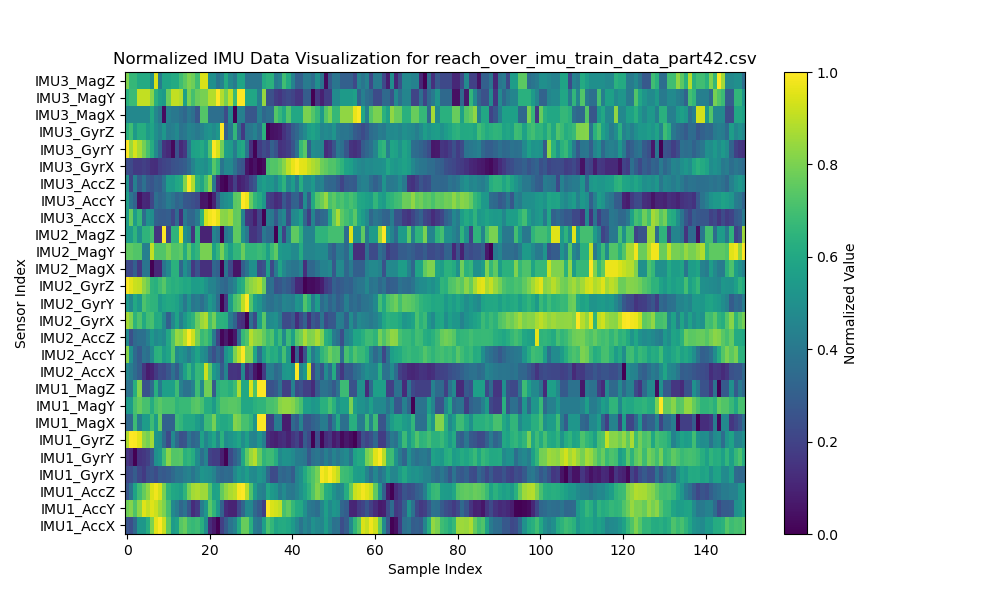 Normalized IMU Data Visualization for reach_over_imu_train_data_part42.csv
IMU3_MagZ
IMU3_MagY
IMU3_MagX
IMU3_GyrZ
IMU3_GyrY
IMU3_GyrX
IMU3_AccZ
IMU3_AccY
IMU3_AccX
IMU2_MagZ
IMU2_MagY
IMU2_MagX
IMU2_GyrZ
IMU2_GyrY
IMU2_GyrX
IMU2_AccZ
IMU2_AccY
IMU2_AccX
IMU1_MagZ
IMU1_MagY
IMU1_MagX
IMU1_GyrZ
IMU1_GyrY
IMU1_GyrX
IMU1_AccZ
IMU1_AccY
IMU1_AccX
Sensor Index
0 20 40 60 80 100 120 140
Sample Index
1.0
0.8
0.6
0.4
0.2
0.0
Normalized Value